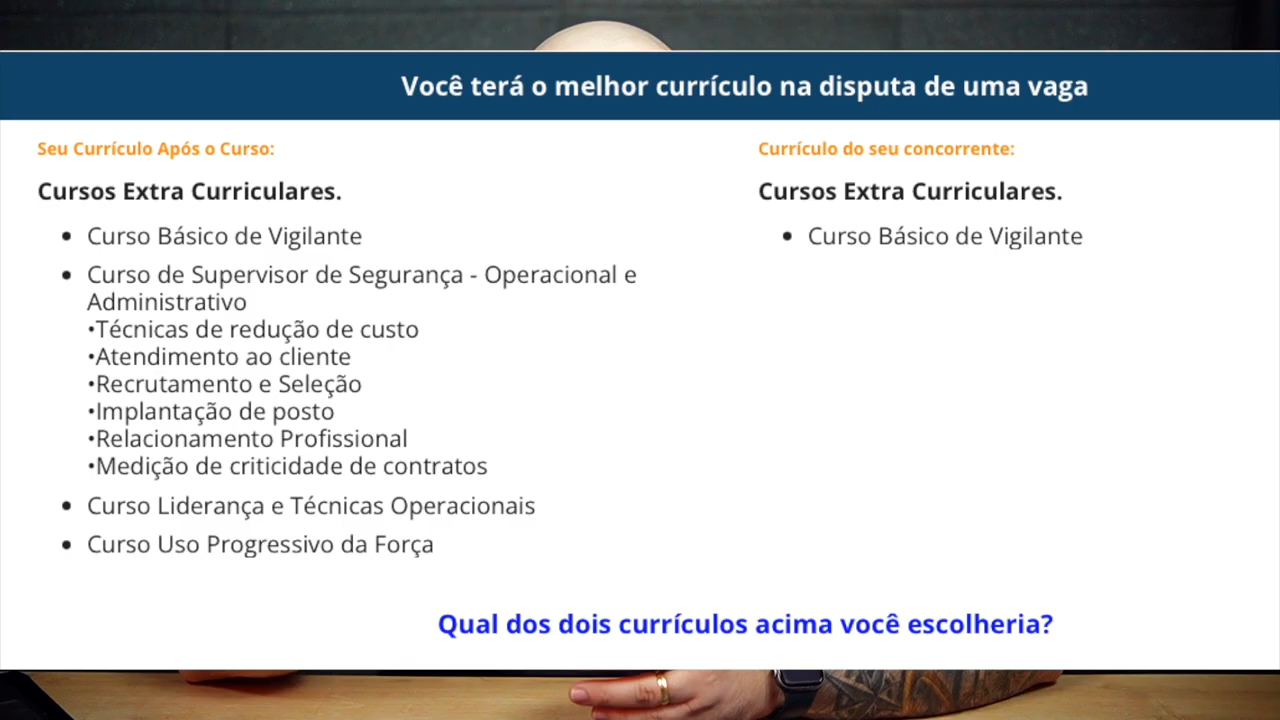 Você terá o melhor currículo na disputa de uma vaga
Seu Currículo Após o Curso:
Cursos Extra Curriculares.
• Curso Básico de Vigilante
• Curso de Supervisor de Segurança - Operacional e
Administrativo
•Técnicas de redução de custo
•Atendimento ao cliente
•Recrutamento e Seleção
•Implantação de posto
•Relacionamento Profissional
•Medição de criticidade de contratos
• Curso Liderança e Técnicas Operacionais
• Curso Uso Progressivo da Força
Currículo do seu concorrente:
Cursos Extra Curriculares.
• Curso Básico de Vigilante
Qual dos dois currículos acima você escolheria?